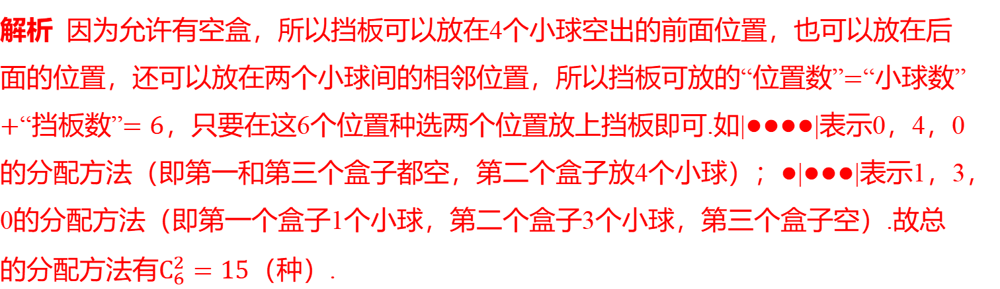 解析 因为允许有空盒，所以挡板可以放在4个小球空出的前面位置，也可以放在后
面的位置，还可以放在两个小球间的相邻位置，所以挡板可放的“位置数”=“小球数”
+“挡板数”= 6，只要在这6个位置种选两个位置放上挡板即可.如|●●●●|表示0，4，0
的分配方法（即第一和第三个盒子都空，第二个盒子放4个小球）；●|●●●|表示1，3，
0的分配方法（即第一个盒子1个小球，第二个盒子3个小球，第三个盒子空）.故总
的分配方法有C₆² = 15（种）.